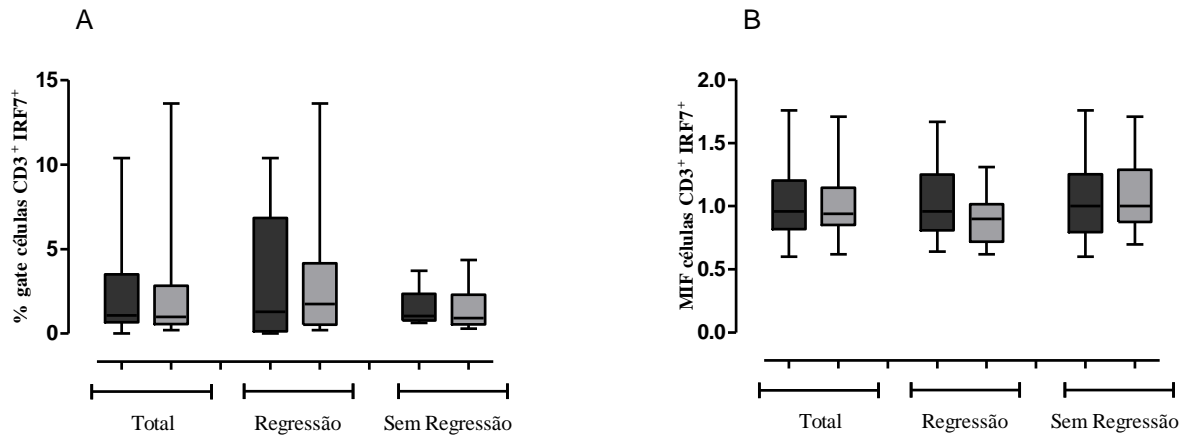 A
% gate células CD3⁺ IRF7⁺
15
10
5
0
Total
Regressão
Sem Regressão
B
MIF células CD3⁺ IRF7⁺
2.0
1.5
1.0
0.5
0.0
Total
Regressão
Sem Regressão